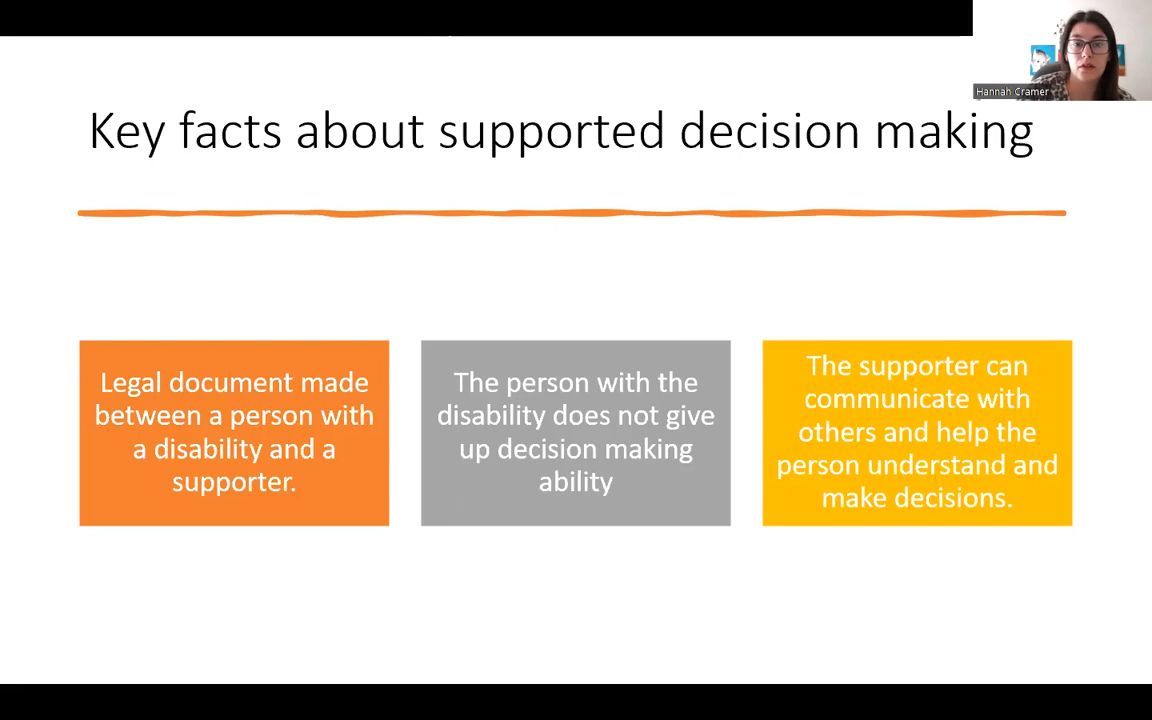 Hannah Cramer
Key facts about supported decision making
Legal document made
between a person with
a disability and a
supporter.
The person with the
disability does not give
up decision making
ability
The supporter can
communicate with
others and help the
person understand and
make decisions.